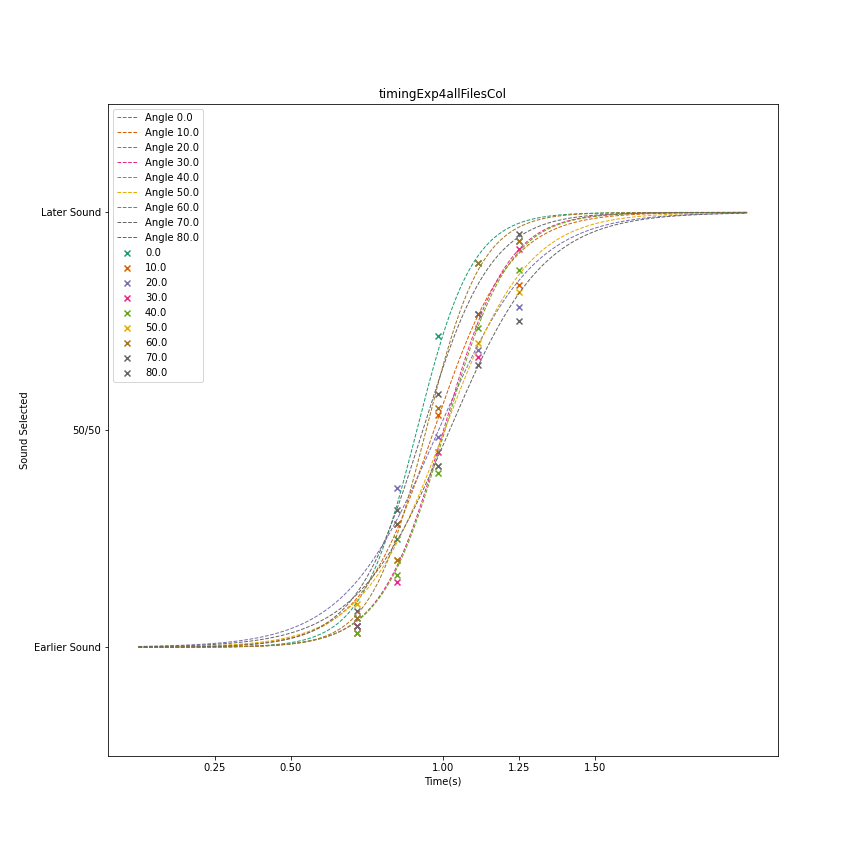 timingExp4allFilesCol
Angle 0.0
Angle 10.0
Angle 20.0
Angle 30.0
Angle 40.0
Angle 50.0
Angle 60.0
Angle 70.0
Angle 80.0
0.0
10.0
20.0
30.0
40.0
50.0
60.0
70.0
80.0
Later Sound
50/50
Earlier Sound
Sound Selected
0.25 0.50 1.00 1.25 1.50
Time(s)